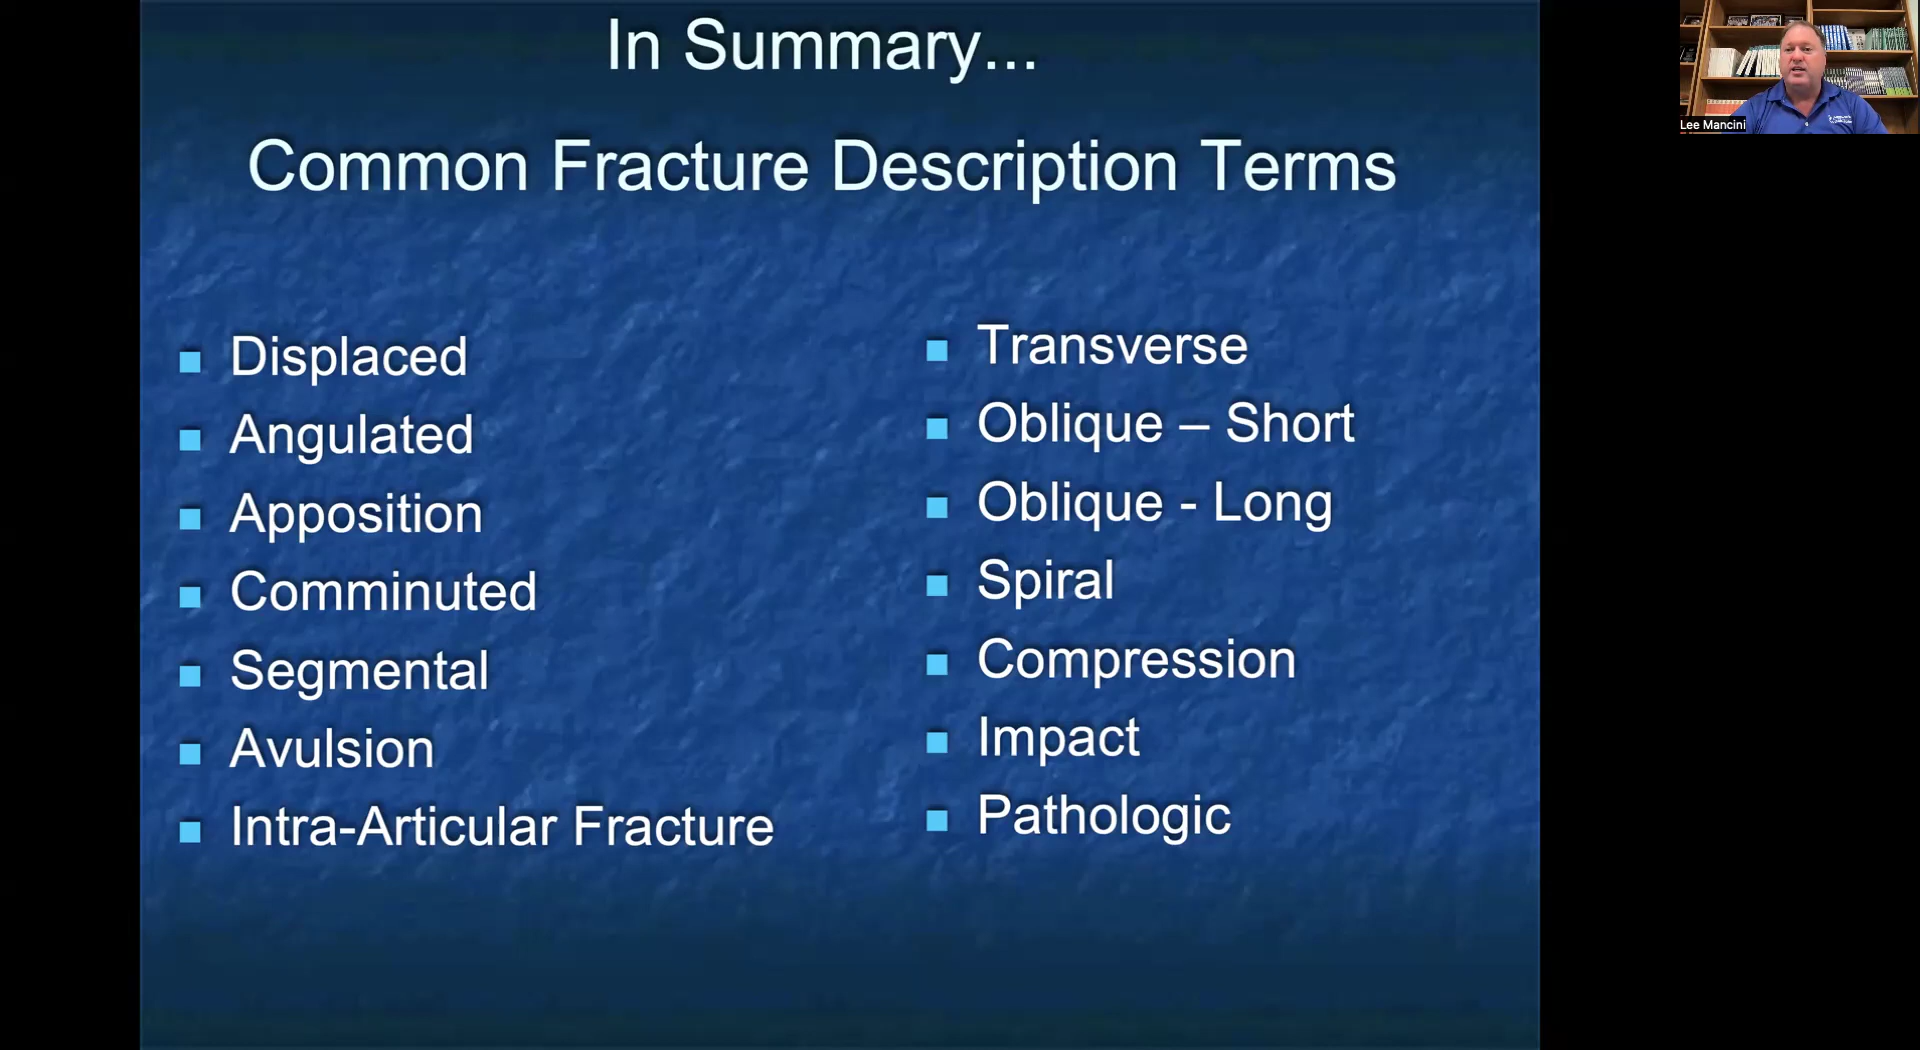 In Summary...
Common Fracture Description Terms
Displaced
Angulated
Apposition
Comminuted
Segmental
Avulsion
Intra-Articular Fracture
Transverse
Oblique – Short
Oblique - Long
Spiral
Compression
Impact
Pathologic
Lee Mancini